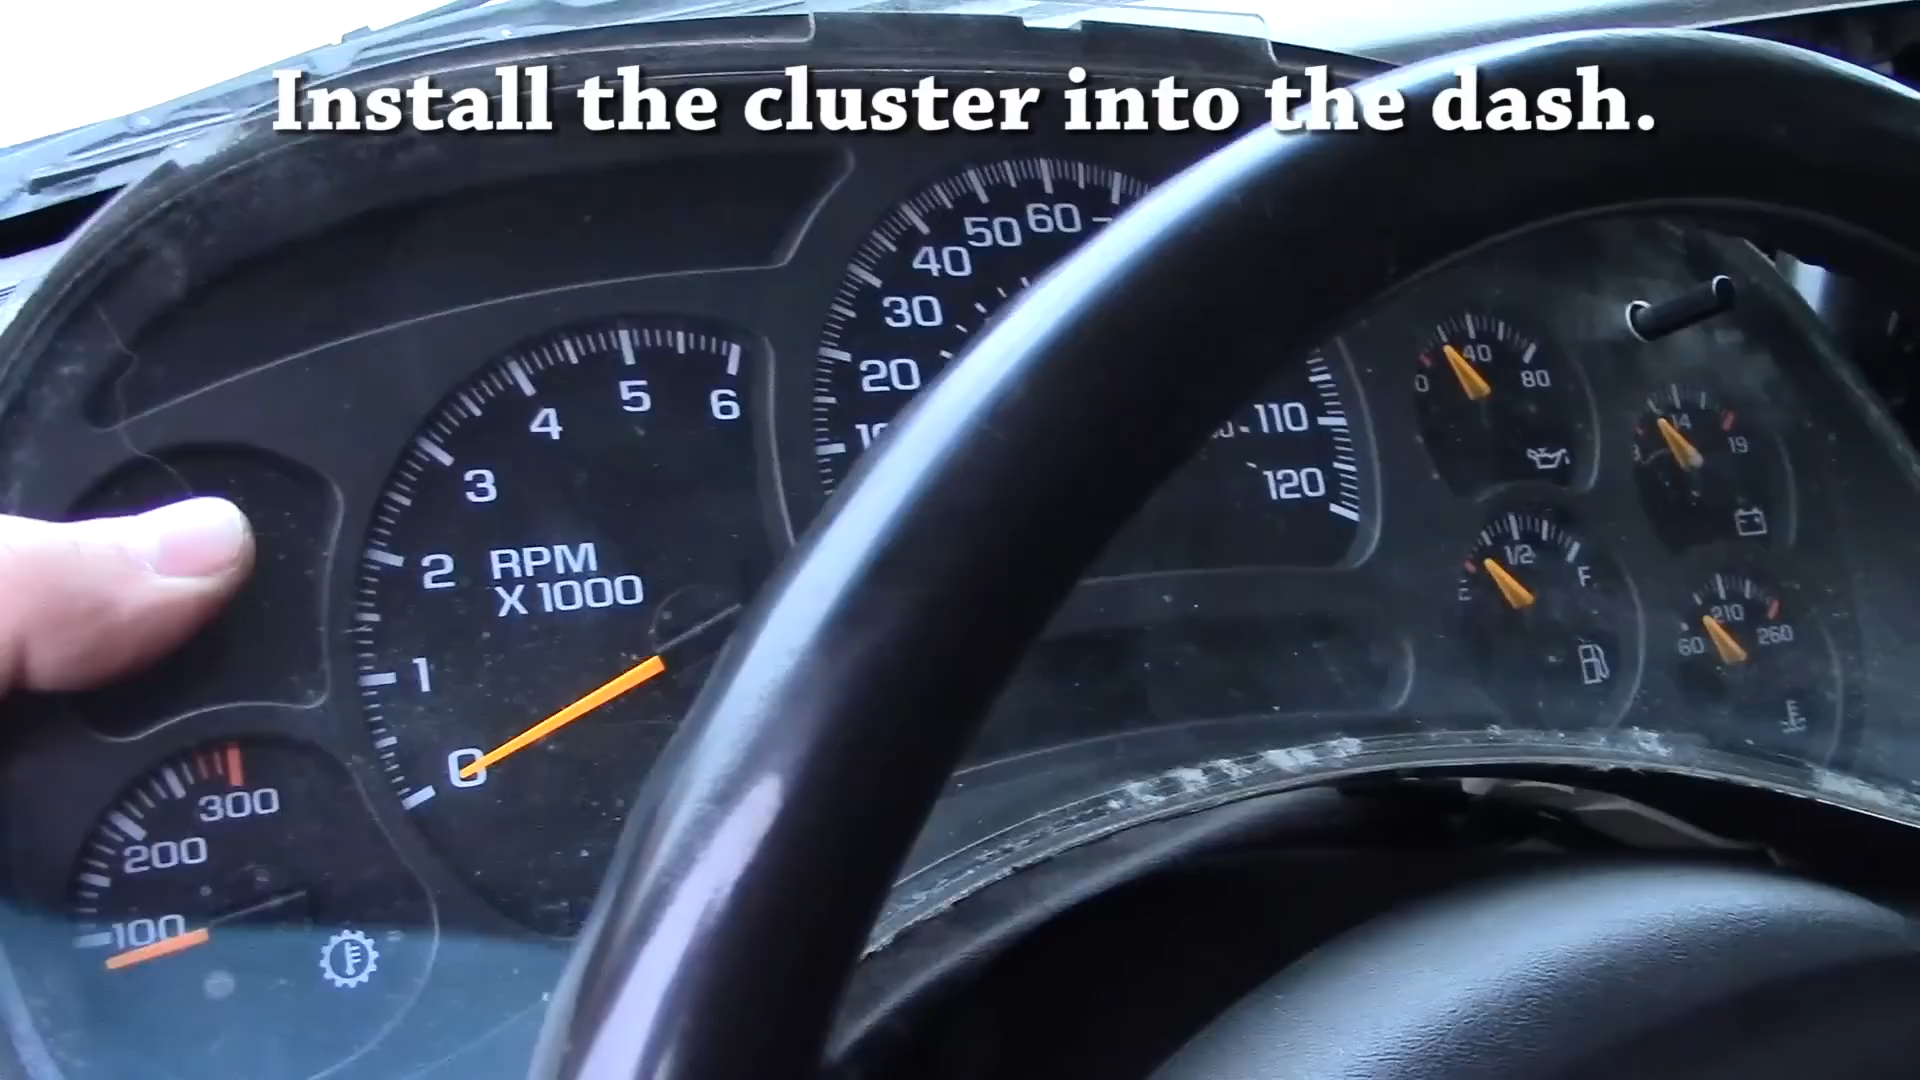 Install the cluster into the dash.
40 50 60
30
20
110
120
3 4 5 6
2
1
0
RPM
X 1000
300
200
100
0 40 80
14 19
1/2 F
60 210 260